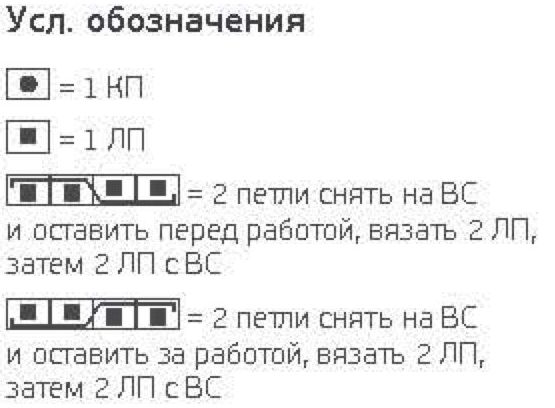 Усл. обозначения
= 1 КП
= 1 ЛП
= 2 петли снять на ВС
и оставить перед работой, вязать 2 ЛП,
затем 2 ЛП с ВС
= 2 петли снять на ВС
и оставить за работой, вязать 2 ЛП,
затем 2 ЛП с ВС